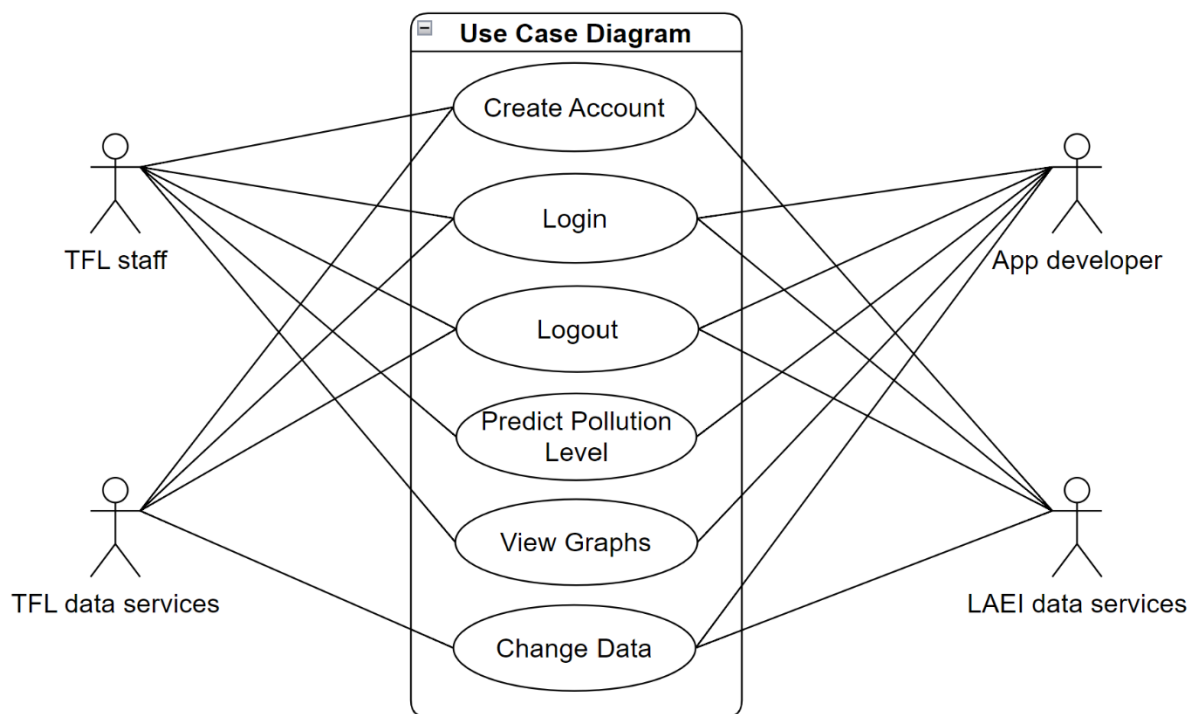 Use Case Diagram
Create Account
Login
Logout
Predict Pollution
Level
View Graphs
Change Data
TFL staff
TFL data services
App developer
LAEI data services